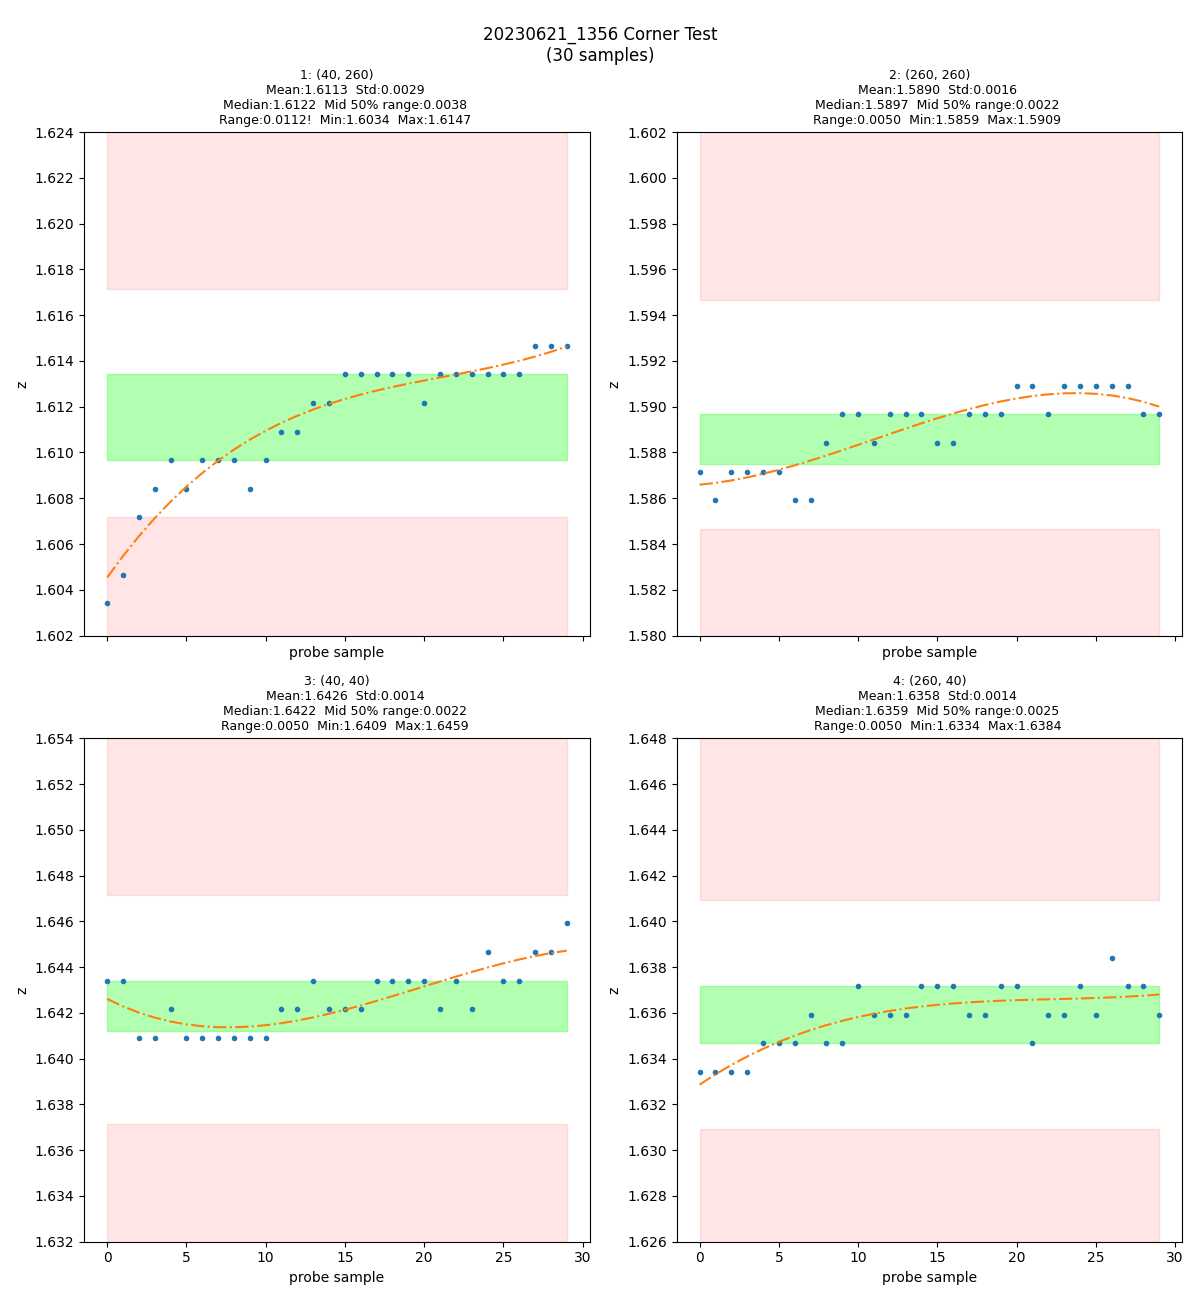 20230621_1356 Corner Test
(30 samples)
1: (40, 260)
Mean:1.6113  Std:0.0029
Median:1.6122  Mid 50% range:0.0038
Range:0.0112!  Min:1.6034  Max:1.6147
1.624
1.622
1.620
1.618
1.616
1.614
1.612
1.610
1.608
1.606
1.604
1.602
z
probe sample
2: (260, 260)
Mean:1.5890  Std:0.0016
Median:1.5897  Mid 50% range:0.0022
Range:0.0050  Min:1.5859  Max:1.5909
1.602
1.600
1.598
1.596
1.594
1.592
1.590
1.588
1.586
1.584
1.582
1.580
z
probe sample
3: (40, 40)
Mean:1.6426  Std:0.0014
Median:1.6422  Mid 50% range:0.0022
Range:0.0050  Min:1.6409  Max:1.6459
1.654
1.652
1.650
1.648
1.646
1.644
1.642
1.640
1.638
1.636
1.634
1.632
z
0 5 10 15 20 25 30
probe sample
4: (260, 40)
Mean:1.6358  Std:0.0014
Median:1.6359  Mid 50% range:0.0025
Range:0.0050  Min:1.6334  Max:1.6384
1.648
1.646
1.644
1.642
1.640
1.638
1.636
1.634
1.632
1.630
1.628
1.626
z
0 5 10 15 20 25 30
probe sample